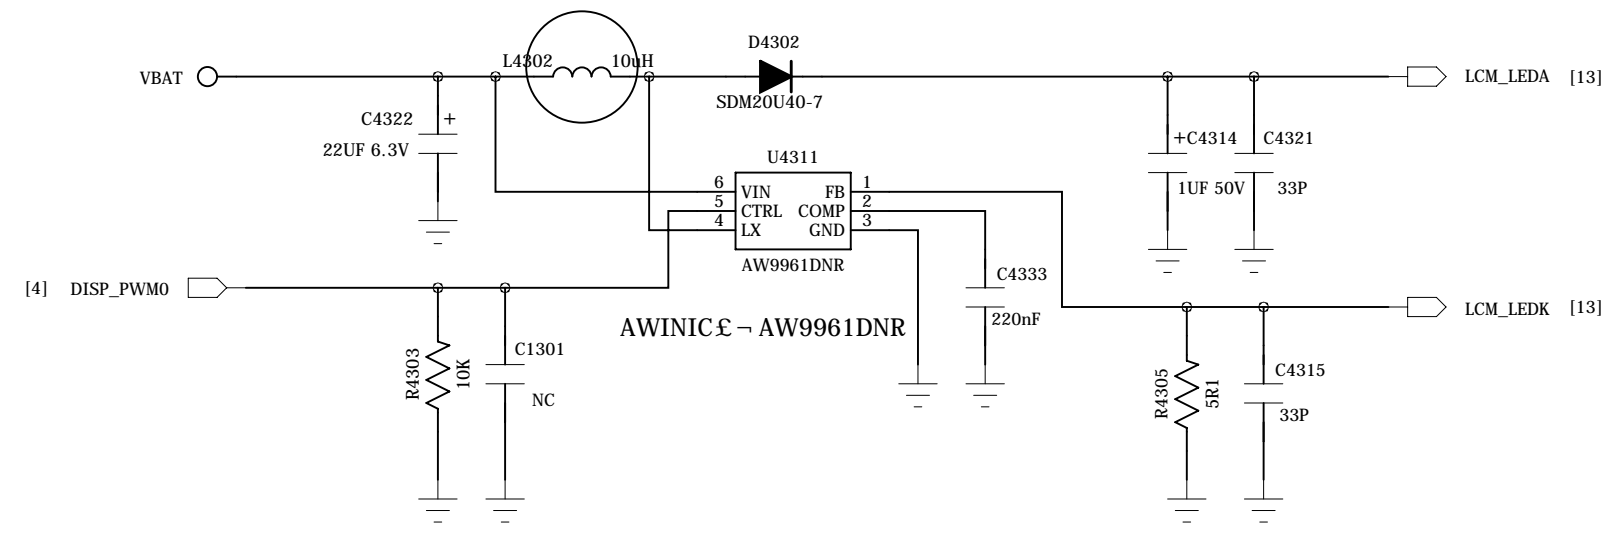 D4302
L4302
10uH
VBAT
LCM_LEDA [13]
SDM20U40-7
C4322
+
22UF 6.3V
+C4314
C4321
1UF 50V
33P
U4311
6 VIN
FB 1
5 CTRL
COMP 2
4 LX
GND 3
AW9961DNR
C4333
220nF
[4] DISP_PWM0
LCM_LEDK [13]
AWINIC£¬AW9961DNR
R4303
10K
C1301
NC
R4305
5R1
C4315
33P